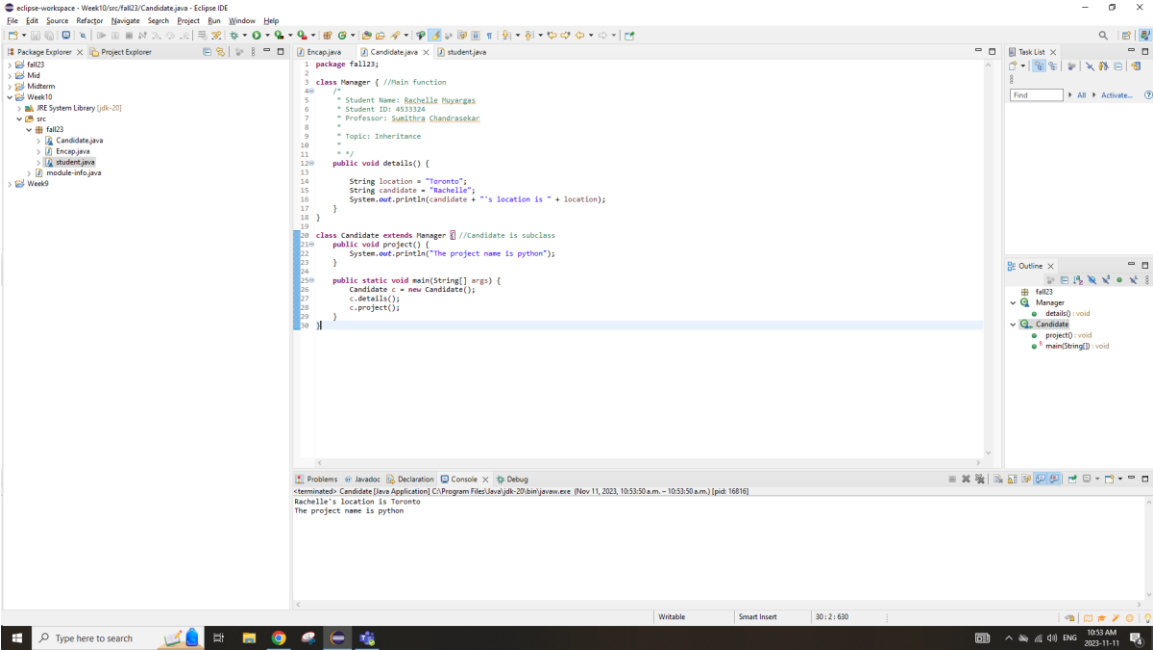 eclipse-workspace - Week10/src/fall23/Candidate.java - Eclipse IDE
File Edit Source Refactor Navigate Search Project Run Window Help
Package Explorer Project Explorer
fall23
Mid
Midterm
Week10
JRE System Library [jdk-20]
src
fall23
Candidate.java
Encap.java
student.java
module-info.java
Week9
Encap.java Candidate.java student.java
1 package fall23;
2
3 class Manager { //Main function
4 /*
5 * Student Name: Rachelle Muyargas
6 * Student ID: 4533324
7 * Professor: Sumithra Chandrasekar
8 *
9 * Topic: Inheritance
10 *
11 * */
12 public void details() {
13
14 String location = "Toronto";
15 String candidate = "Rachelle";
16 System.out.println(candidate + "'s location is " + location);
17 }
18 }
19
20 class Candidate extends Manager { //Candidate is subclass
21 public void project() {
22 System.out.println("The project name is python");
23 }
24
25 public static void main(String[] args) {
26 Candidate c = new Candidate();
27 c.details();
28 c.project();
29 }
30 }
Task List
Find All Activate...
Outline
fall23
Manager
details() : void
Candidate
project() : void
main(String[]) : void
Problems Javadoc Declaration Console Debug
<terminated> Candidate [Java Application] C:\Program Files\Java\jdk-20\bin\javaw.exe (Nov 11, 2023, 10:53:50 a.m. – 10:53:50 a.m.) [pid: 16816]
Rachelle's location is Toronto
The project name is python
Writable Smart Insert 30 : 2 : 630
Type here to search
ENG
10:53 AM
2023-11-11